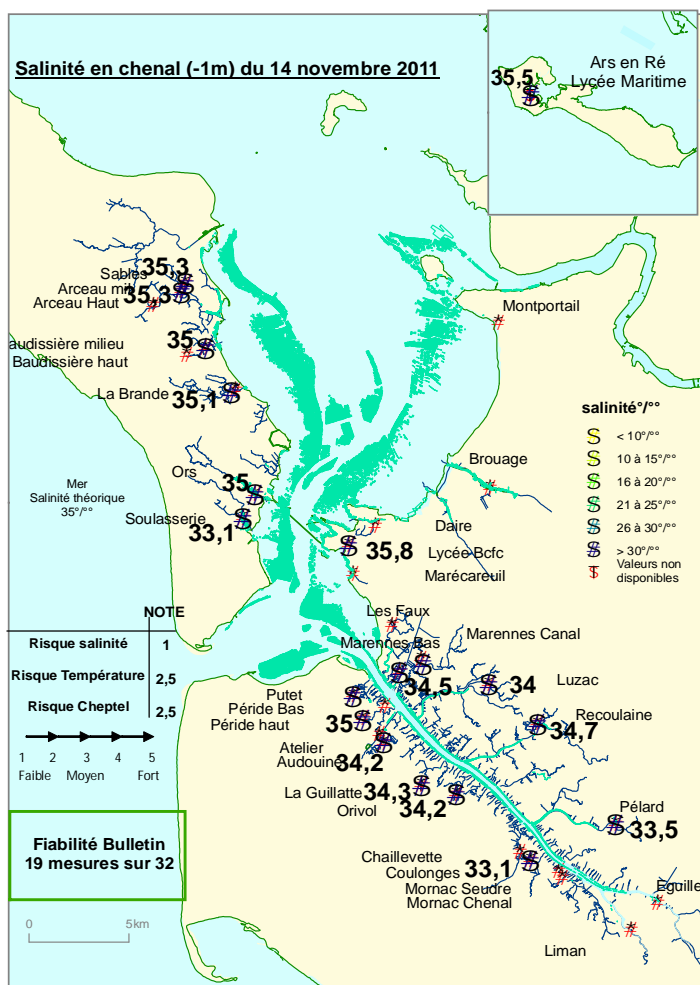 Salinité en chenal (-1m) du 14 novembre 2011
Ars en Ré
Lycée Maritime
35,5
Sables
35,3
Arceau mil
Arceau Haut
35,3
Montportail
audissière milieu
35
Baudissière haut
La Brande
35,1
salinité°/°°
< 10°/°°
10 à 15°/°°
16 à 20°/°°
21 à 25°/°°
26 à 30°/°°
> 30°/°°
Valeurs non
disponibles
Brouage
Ors
35
Mer
Salinité théorique
35°/°°
Soulasserie
33,1
Daire
35,8
Lycée Bcfc
Marécareuil
NOTE
Risque salinité 1
Risque Température 2,5
Risque Cheptel 2,5
1 2 3 4 5
Faible Moyen Fort
Les Faux
Marennes Canal
Marennes Bas
34,5
34
Luzac
Putet
Péride Bas
Péride haut
35
Recoulaine
34,7
Atelier
Audouine
34,2
La Guillatte
34,3
Orivol
34,2
Pélard
33,5
Fiabilité Bulletin
19 mesures sur 32
Chaillevette
Coulonges
33,1
Mornac Seudre
Mornac Chenal
Eguille
0 5km
Liman